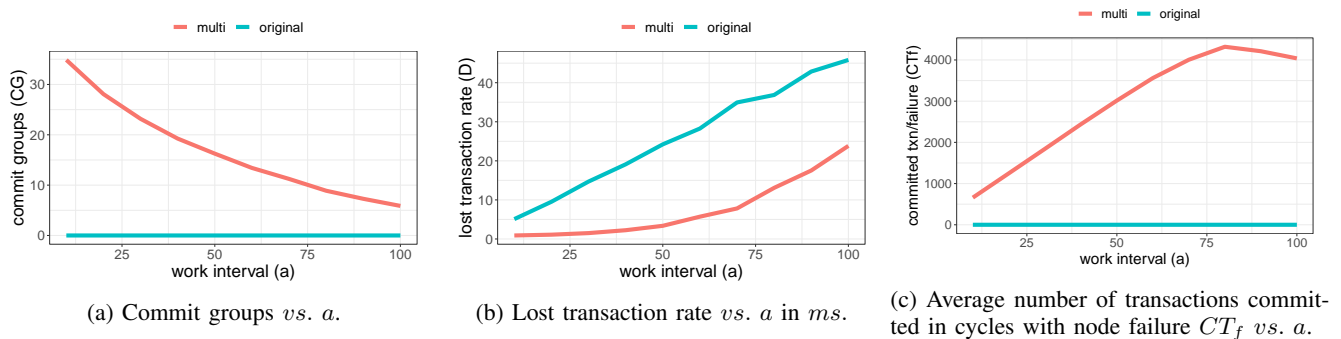 multi original
commit groups (CG)
30
20
10
0
25 50 75 100
work interval (a)
(a) Commit groups vs. a.
multi original
lost transaction rate (D)
40
30
20
10
0
25 50 75 100
work interval (a)
(b) Lost transaction rate vs. a in ms.
multi original
committed txn/failure (CTf)
4000
3000
2000
1000
0
25 50 75 100
work interval (a)
(c) Average number of transactions commit-
ted in cycles with node failure CT_f vs. a.